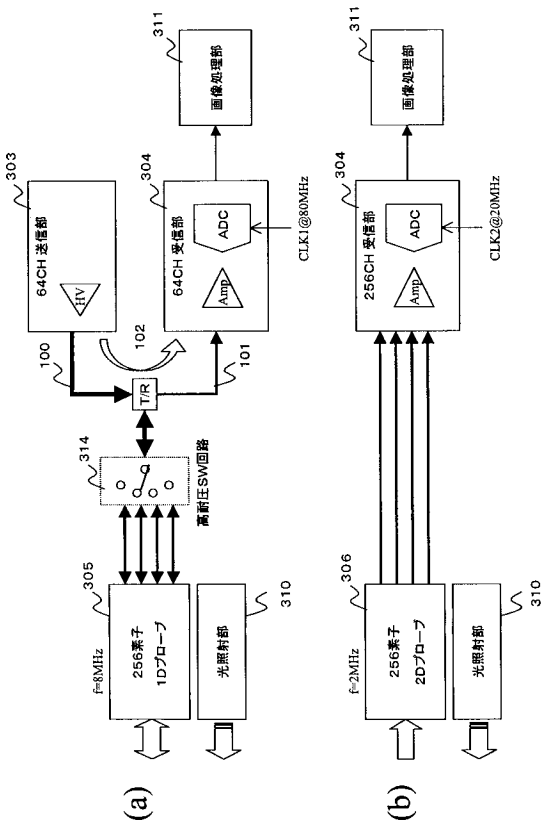 (a)
f=8MHz
305
256素子
1Dプローブ
310
光照射部
314
高耐圧SW回路
T/R
100
101
102
303
64CH 送信部
HV
304
64CH 受信部
Amp
ADC
CLK1@80MHz
311
画像処理部
(b)
f=2MHz
306
256素子
2Dプローブ
310
光照射部
304
256CH 受信部
Amp
ADC
CLK2@20MHz
311
画像処理部